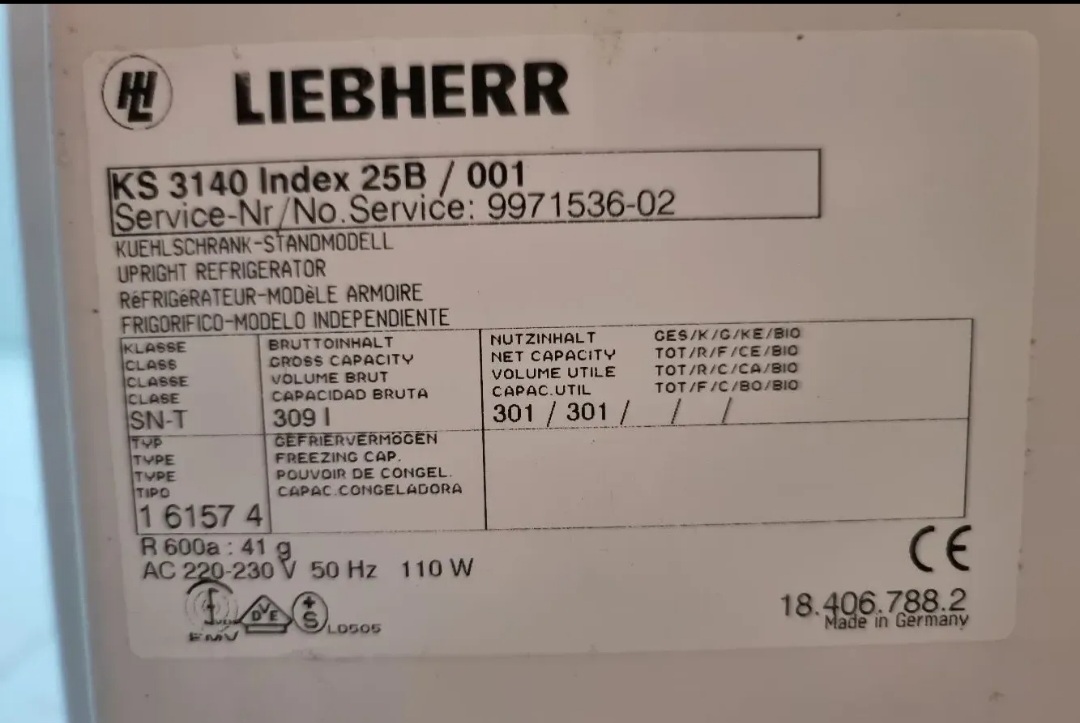 LIEBHERR
KS 3140 Index 25B / 001
Service-Nr/No.Service: 9971536-02
KUEHLSCHRANK-STANDMODELL
UPRIGHT REFRIGERATOR
RéFRIGéRATEUR-MODèLE ARMOIRE
FRIGORIFICO-MODELO INDEPENDIENTE
KLASSE
CLASS
CLASSE
CLASE
SN-T
BRUTTOINHALT
GROSS CAPACITY
VOLUME BRUT
CAPACIDAD BRUTA
309 l
NUTZINHALT GES/K/G/KE/BIO
NET CAPACITY TOT/R/F/CE/BIO
VOLUME UTILE TOT/R/C/CA/BIO
CAPAC.UTIL TOT/F/C/BO/BIO
301 / 301 / / /
TYP
TYPE
TYPE
TIPO
1 6157 4
GEFRIERVERMÖGEN
FREEZING CAP.
POUVOIR DE CONGEL.
CAPAC.CONGELADORA
R 600a : 41 g
AC 220-230 V 50 Hz 110 W
CE
EMV
DVE
+S
LD505
18.406.788.2
Made in Germany